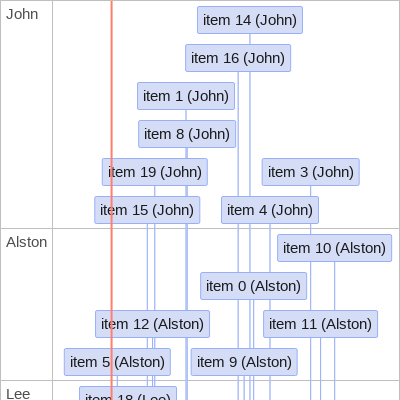 John
item 14 (John)
item 16 (John)
item 1 (John)
item 8 (John)
item 19 (John)
item 3 (John)
item 15 (John)
item 4 (John)
Alston
item 10 (Alston)
item 0 (Alston)
item 12 (Alston)
item 11 (Alston)
item 5 (Alston)
item 9 (Alston)
Lee
item 18 (Lee)